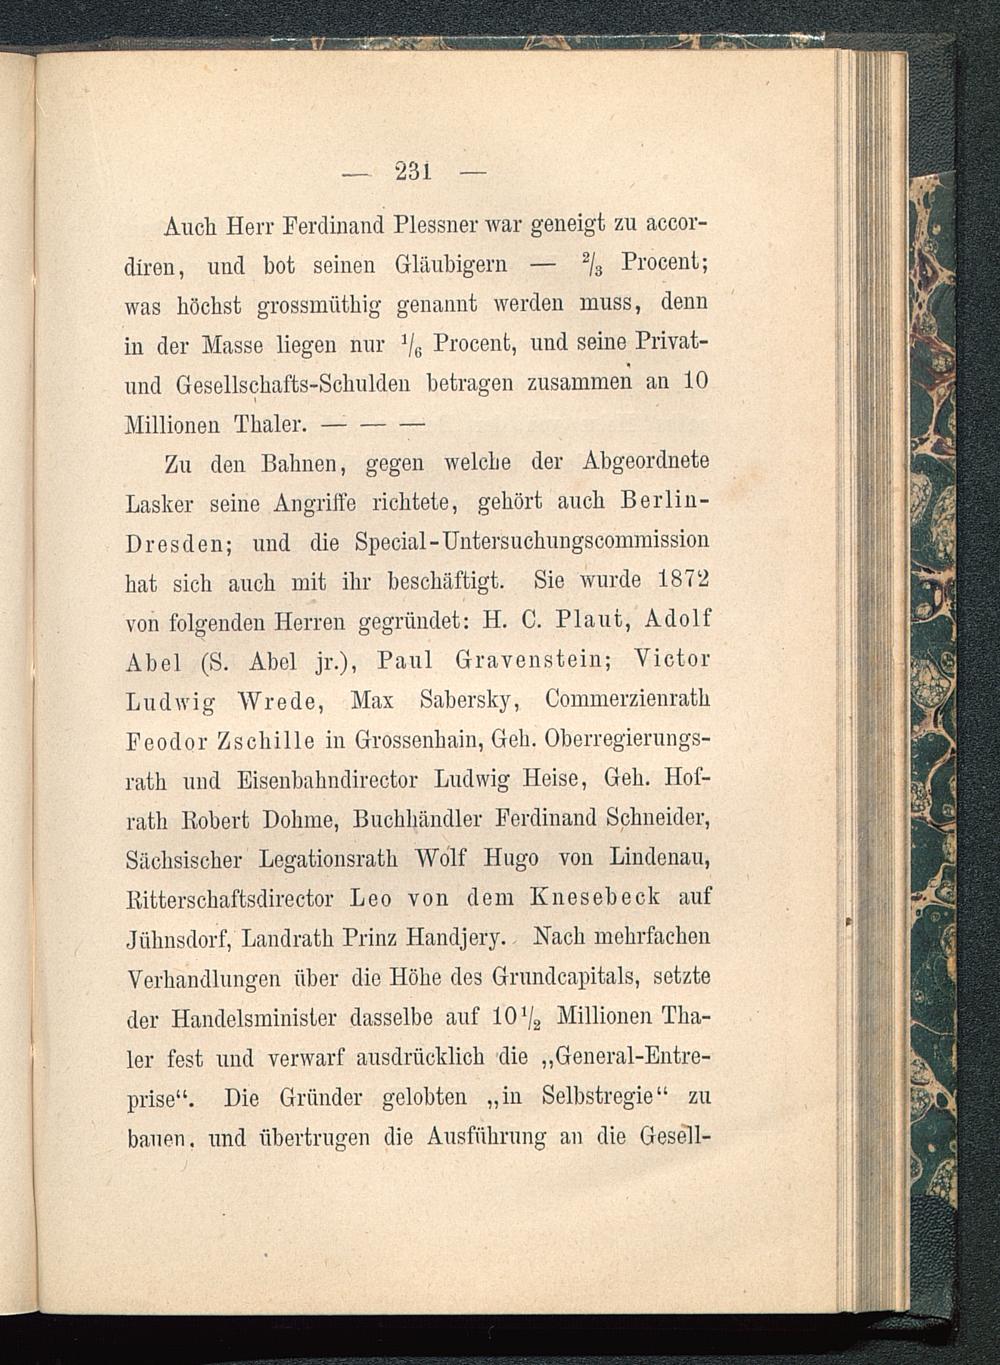 — 231 —
Auch Herr Ferdinand Plessner war geneigt zu accor-
diren, und bot seinen Gläubigern — ²/₃ Procent;
was höchst grossmüthig genannt werden muss, denn
in der Masse liegen nur ¹/₆ Procent, und seine Privat-
und Gesellschafts-Schulden betragen zusammen an 10
Millionen Thaler. — — —
Zu den Bahnen, gegen welche der Abgeordnete
Lasker seine Angriffe richtete, gehört auch Berlin-
Dresden; und die Special-Untersuchungscommission
hat sich auch mit ihr beschäftigt. Sie wurde 1872
von folgenden Herren gegründet: H. C. Plaut, Adolf
Abel (S. Abel jr.), Paul Gravenstein; Victor
Ludwig Wrede, Max Sabersky, Commerzienrath
Feodor Zschille in Grossenhain, Geh. Oberregierungs-
rath und Eisenbahndirector Ludwig Heise, Geh. Hof-
rath Robert Dohme, Buchhändler Ferdinand Schneider,
Sächsischer Legationsrath Wolf Hugo von Lindenau,
Ritterschaftsdirector Leo von dem Knesebeck auf
Jühnsdorf, Landrath Prinz Handjery. Nach mehrfachen
Verhandlungen über die Höhe des Grundcapitals, setzte
der Handelsminister dasselbe auf 10¹/₂ Millionen Tha-
ler fest und verwarf ausdrücklich die „General-Entre-
prise“. Die Gründer gelobten „in Selbstregie“ zu
bauen, und übertrugen die Ausführung an die Gesell-